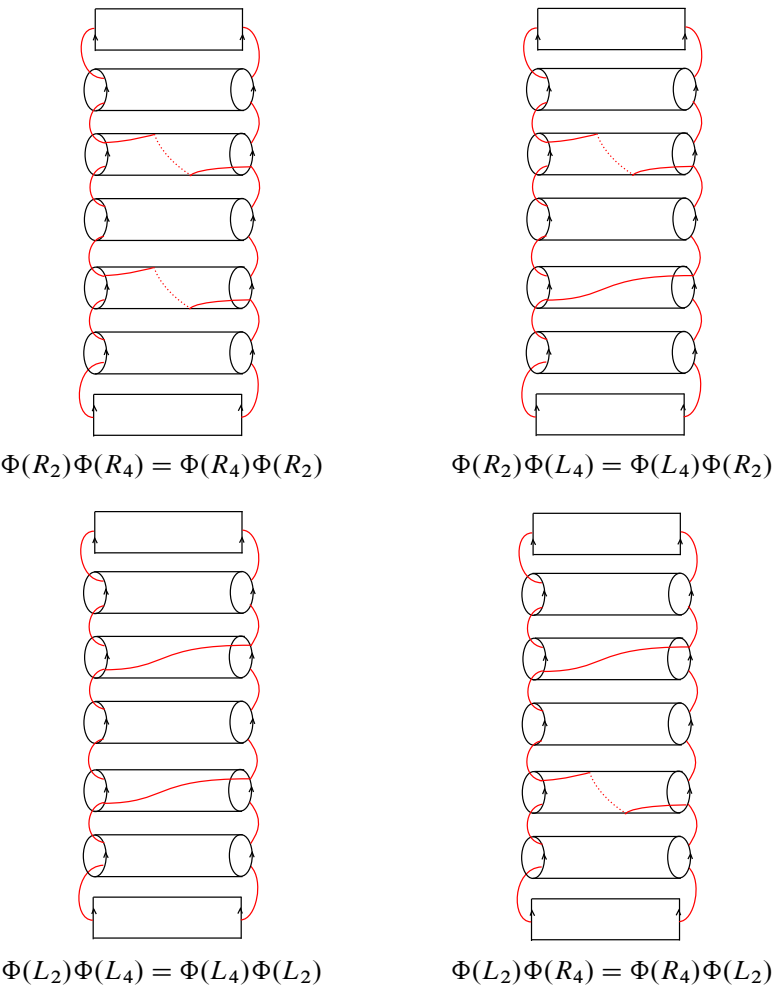 Φ(R₂)Φ(R₄) = Φ(R₄)Φ(R₂)
Φ(R₂)Φ(L₄) = Φ(L₄)Φ(R₂)
Φ(L₂)Φ(L₄) = Φ(L₄)Φ(L₂)
Φ(L₂)Φ(R₄) = Φ(R₄)Φ(L₂)